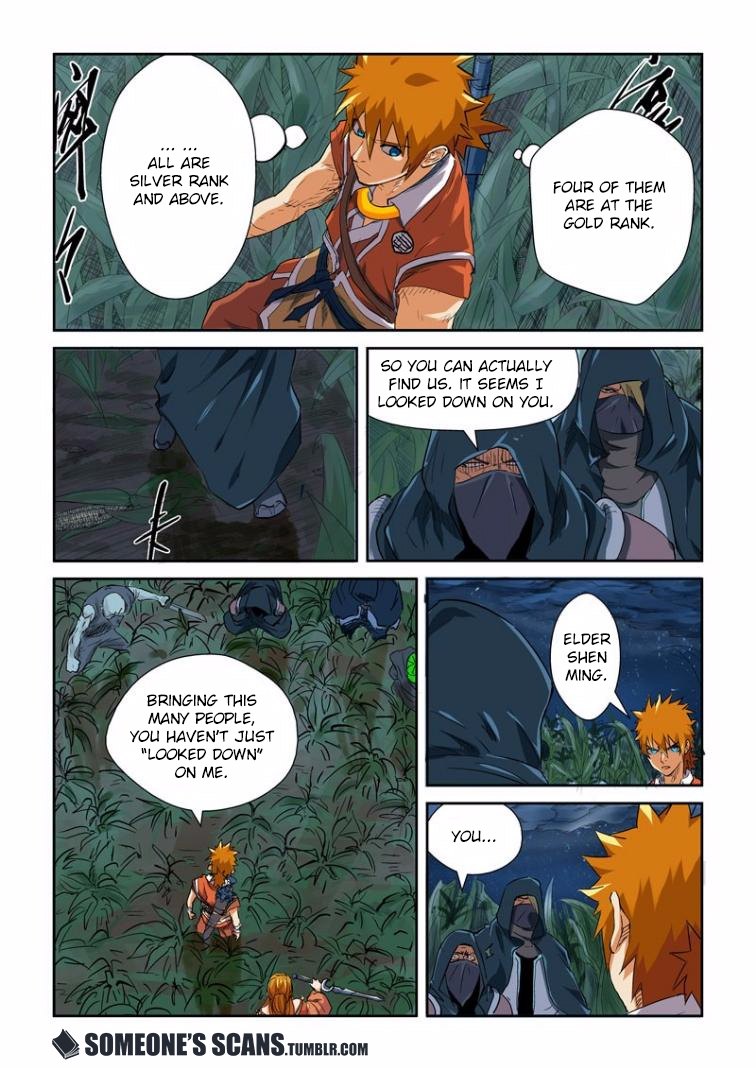 ... ...
ALL ARE
SILVER RANK
AND ABOVE.
FOUR OF THEM
ARE AT THE
GOLD RANK.
SO YOU CAN ACTUALLY
FIND US. IT SEEMS I
LOOKED DOWN ON YOU.
BRINGING THIS
MANY PEOPLE,
YOU HAVEN'T JUST
"LOOKED DOWN"
ON ME.
ELDER
SHEN
MING.
YOU...
SOMEONE'S SCANS.TUMBLR.COM